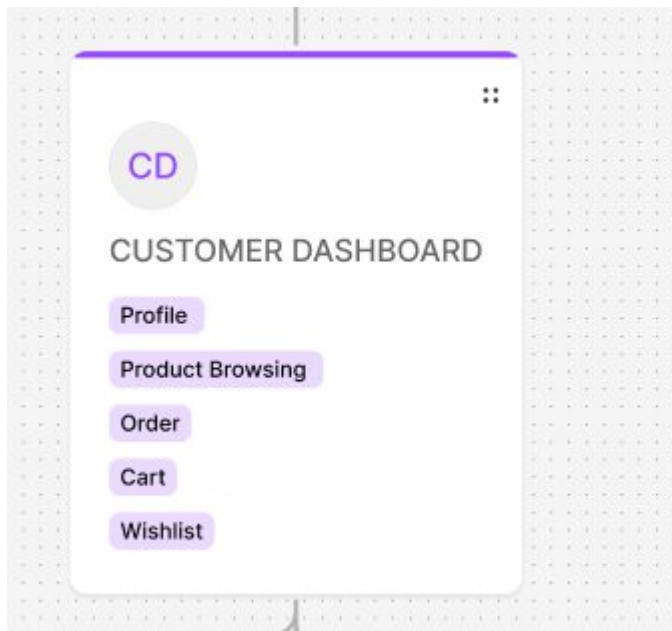 CD
CUSTOMER DASHBOARD
Profile
Product Browsing
Order
Cart
Wishlist